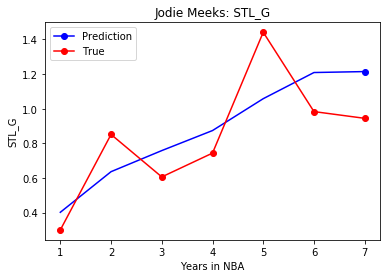 Jodie Meeks: STL_G
Prediction
True
STL_G
1.4
1.2
1.0
0.8
0.6
0.4
1 2 3 4 5 6 7
Years in NBA